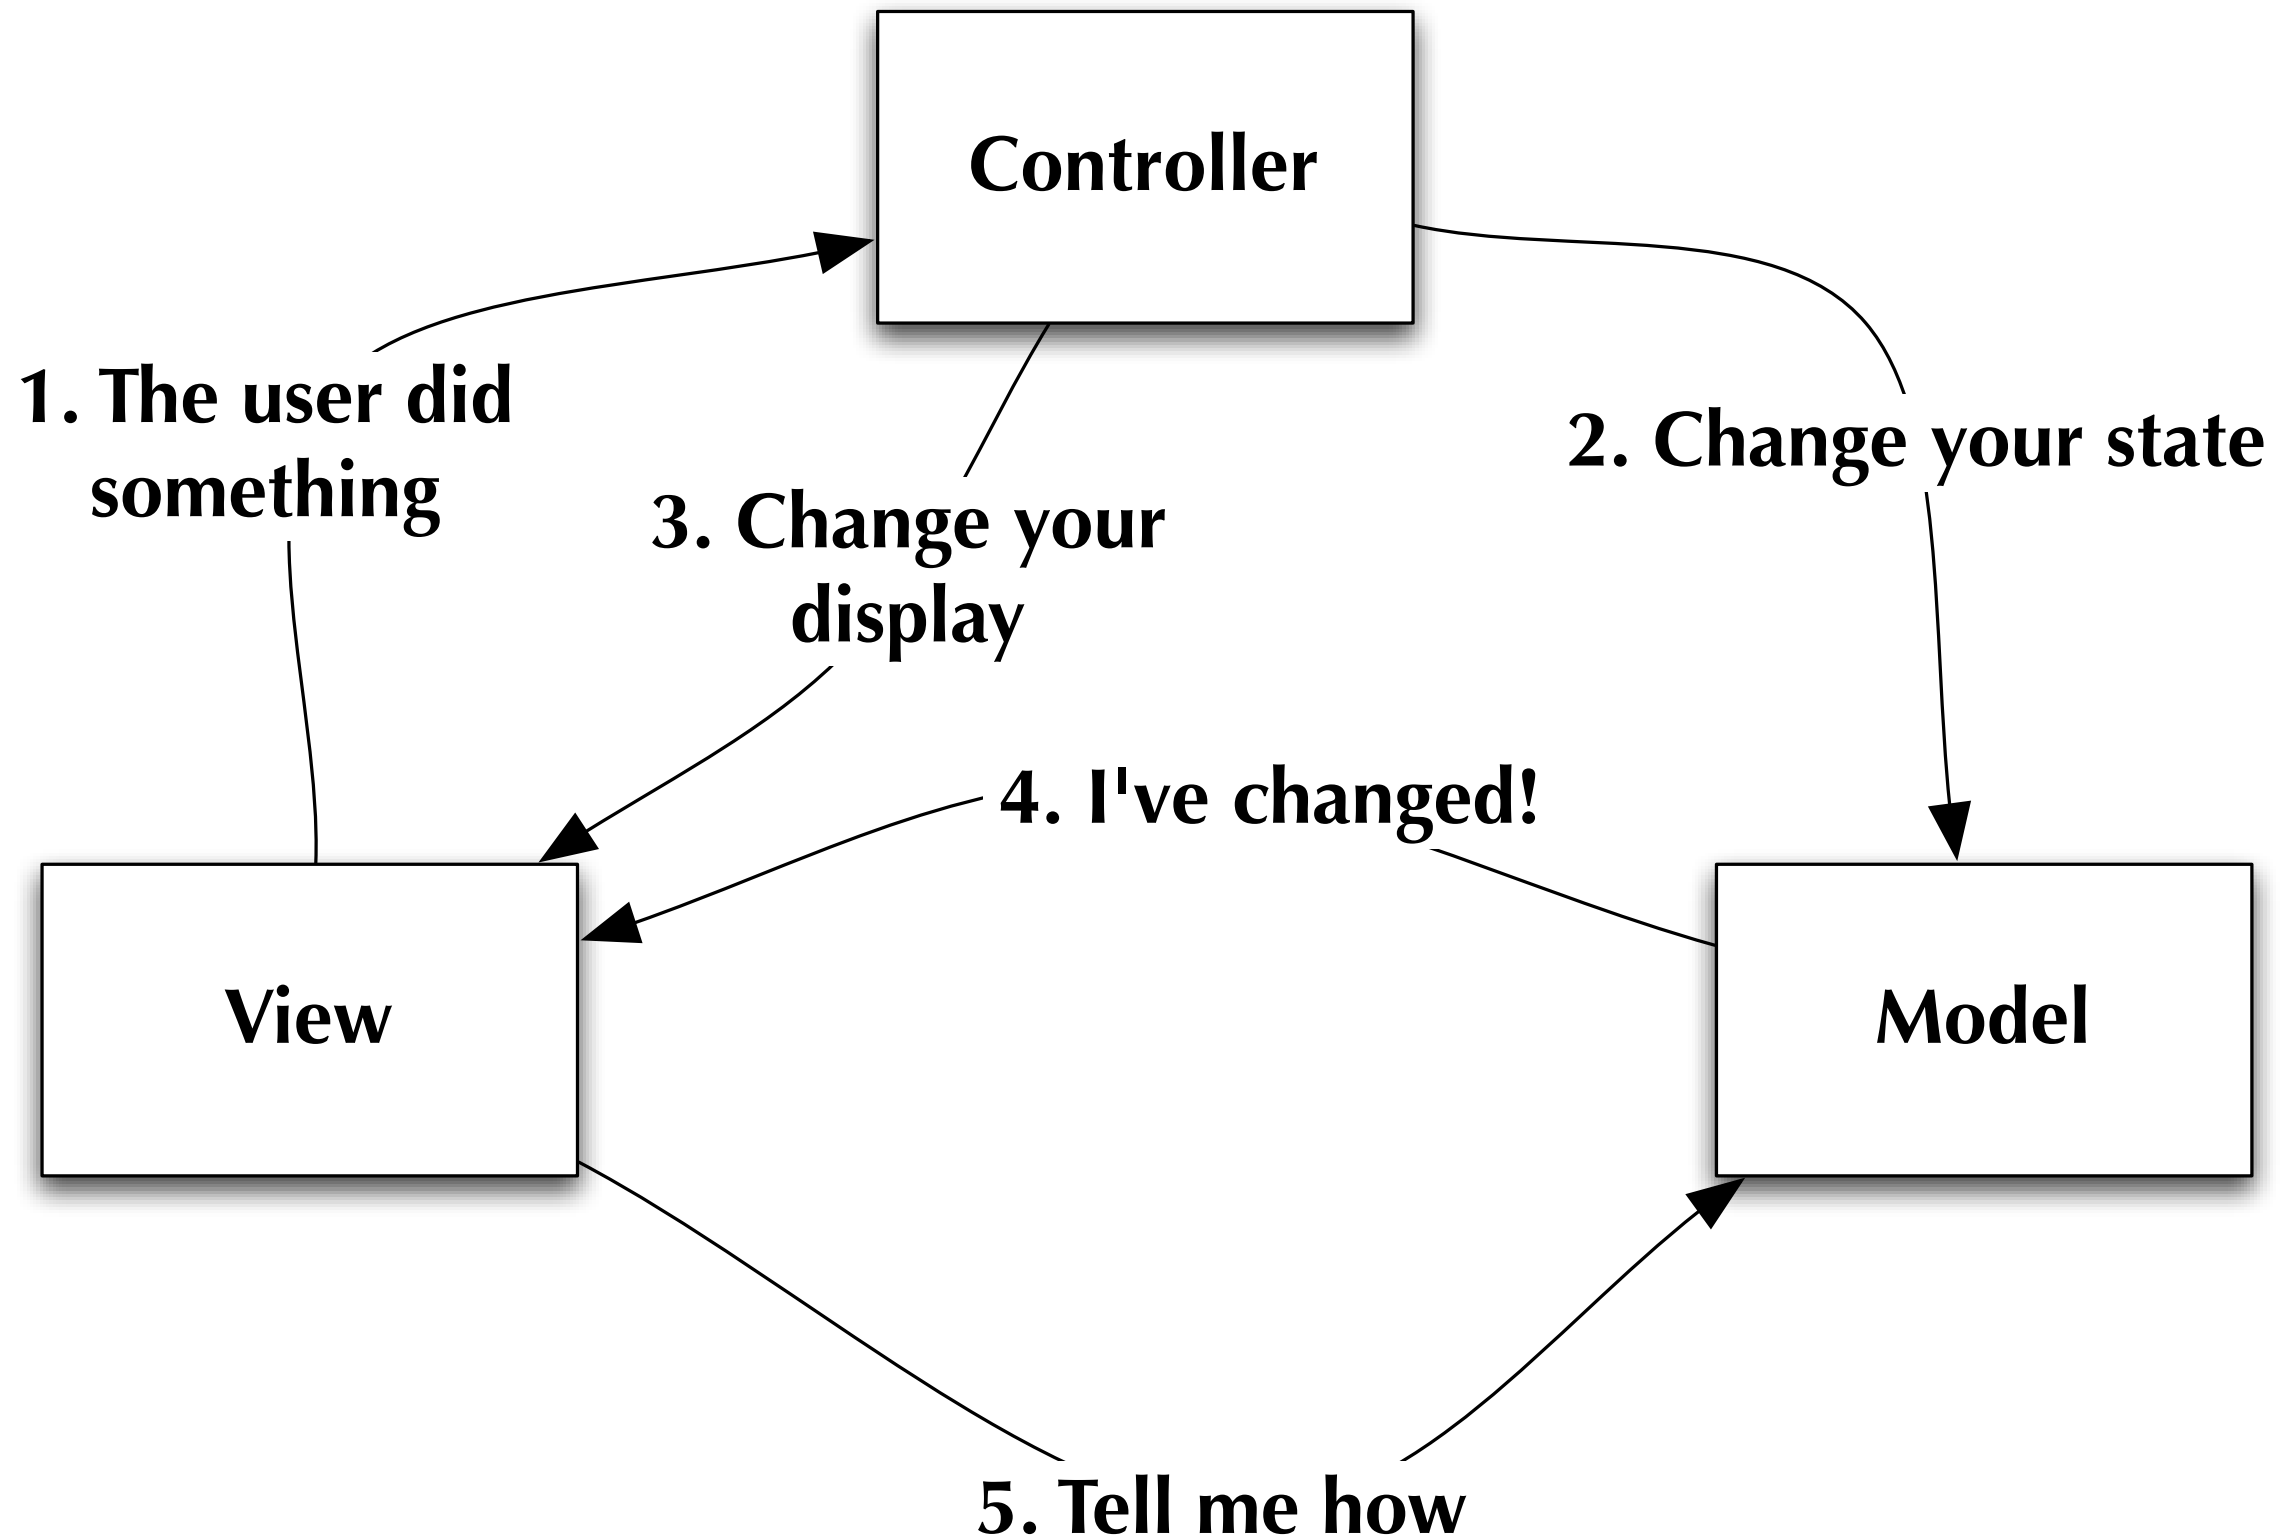 Controller
1. The user did
something
2. Change your state
3. Change your
display
4. I've changed!
View
Model
5. Tell me how